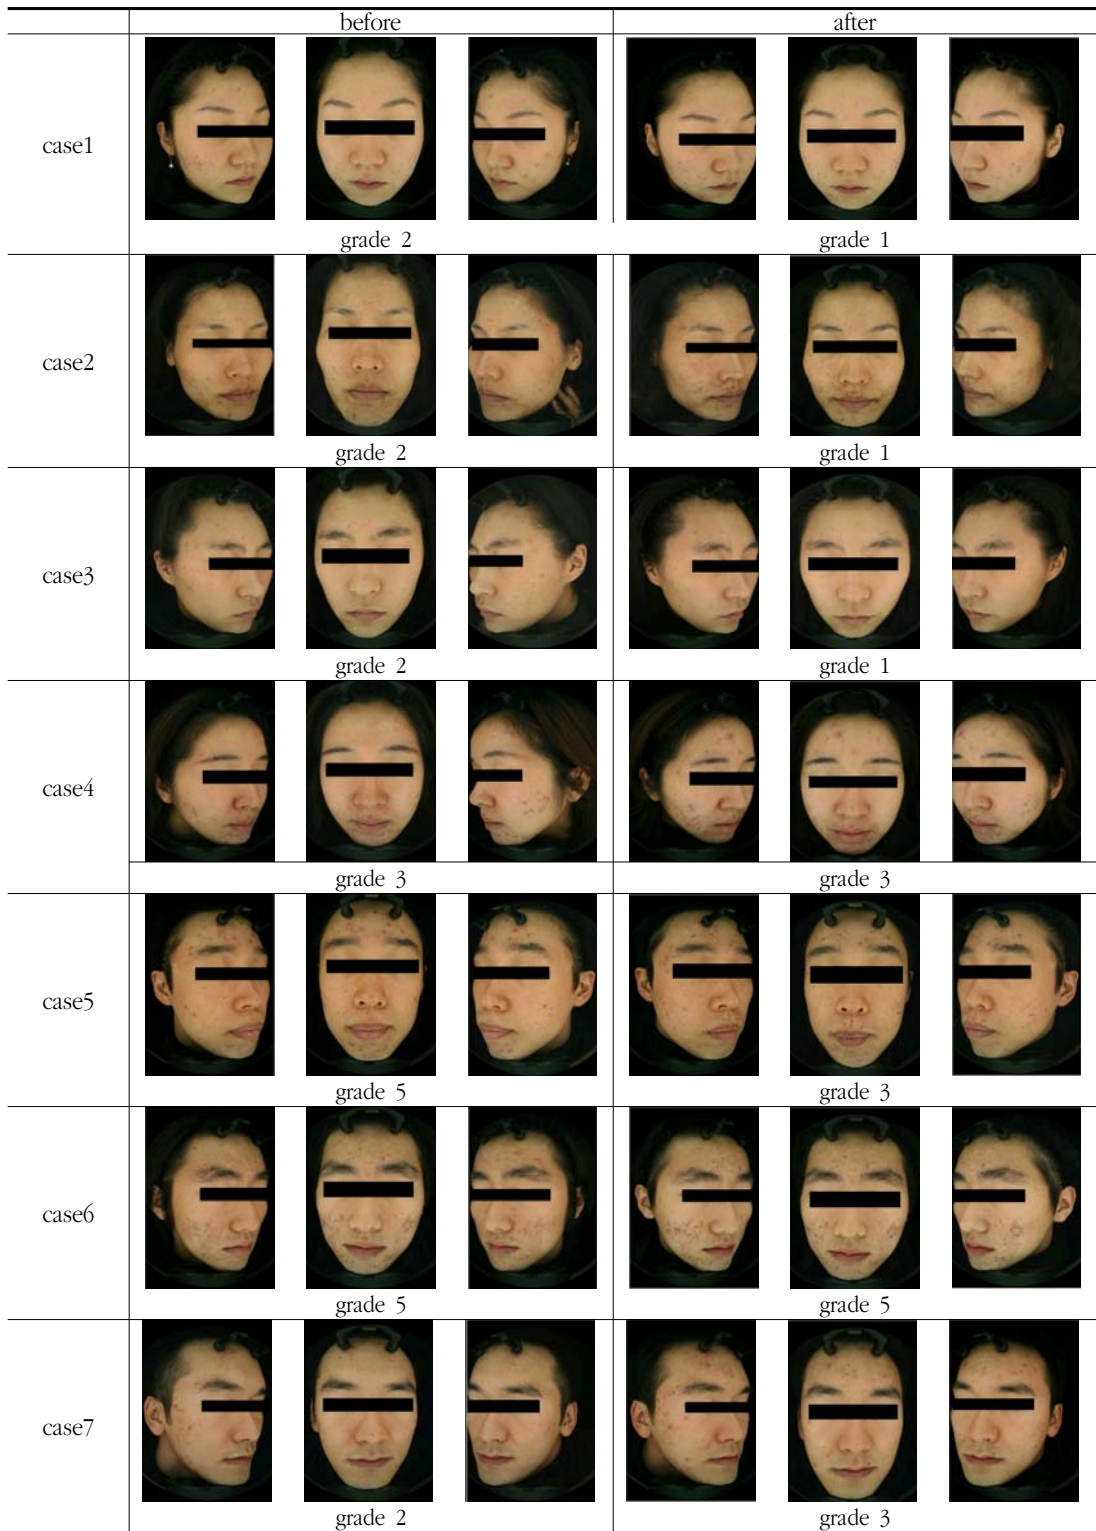 before after
case1
grade 2 grade 1
case2
grade 2 grade 1
case3
grade 2 grade 1
case4
grade 3 grade 3
case5
grade 5 grade 3
case6
grade 5 grade 5
case7
grade 2 grade 3